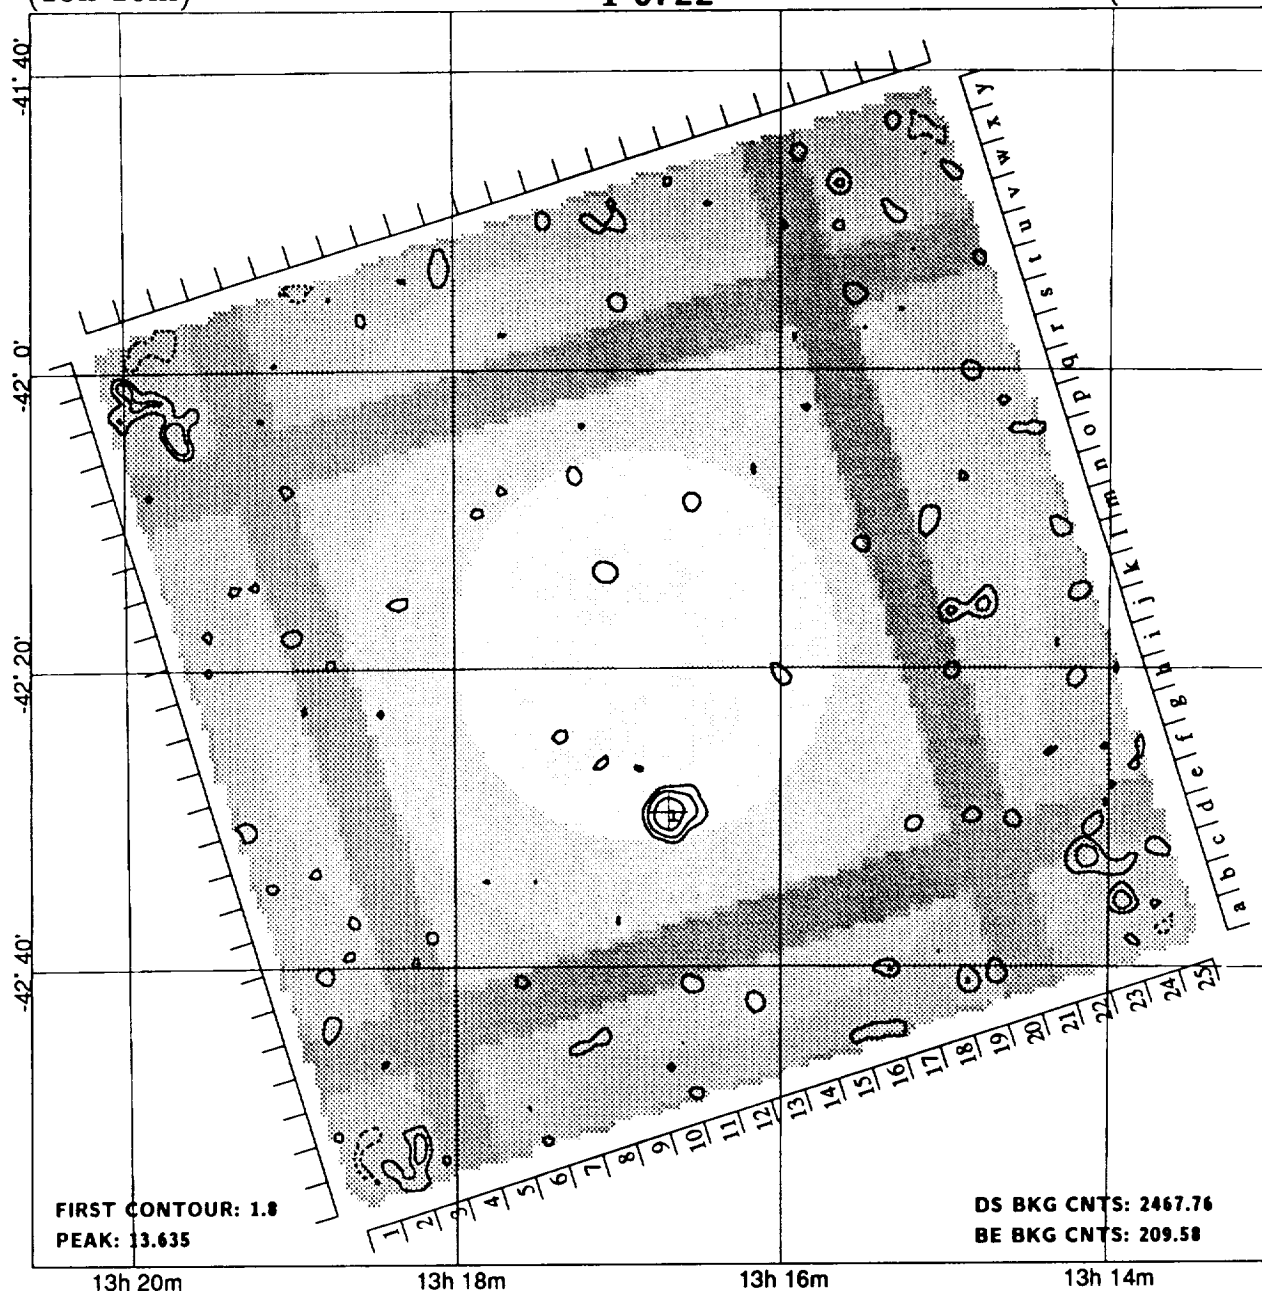 -41° 40'
y
x
w
v
u
t
s
r
q
p
o
n
m
l
k
j
i
h
g
f
e
d
c
b
a
-42° 0'
-42° 20'
-42° 40'
1 2 3 4 5 6 7 8 9 10 11 12 13 14 15 16 17 18 19 20 21 22 23 24 25
FIRST CONTOUR: 1.8
PEAK: 13.635
DS BKG CNTS: 2467.76
BE BKG CNTS: 209.58
13h 20m 13h 18m 13h 16m 13h 14m